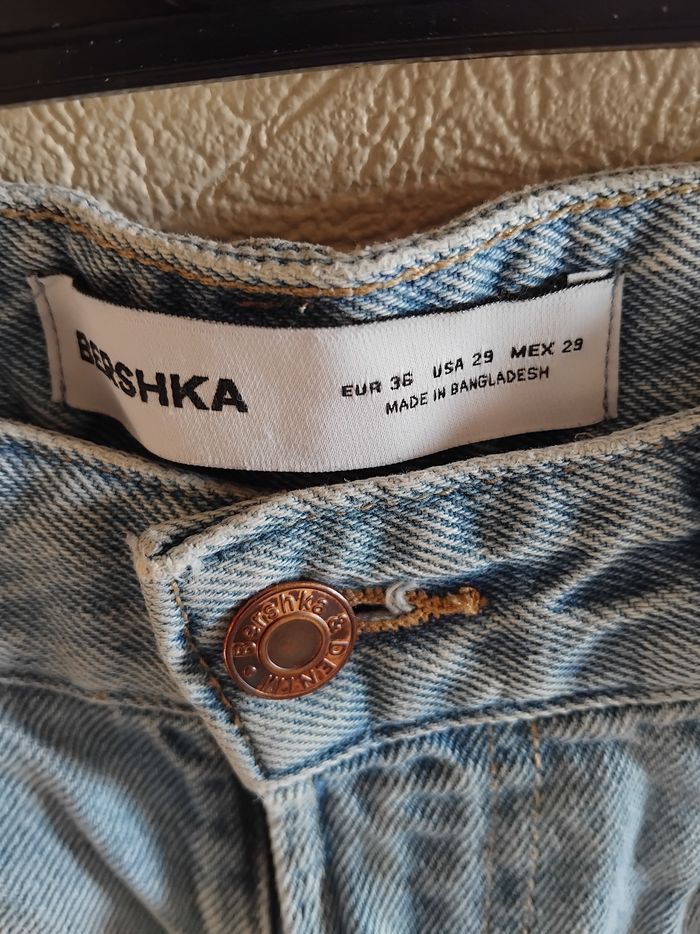 BERSHKA
EUR 36 USA 29 MEX 29
MADE IN BANGLADESH
Bershka & DENIM